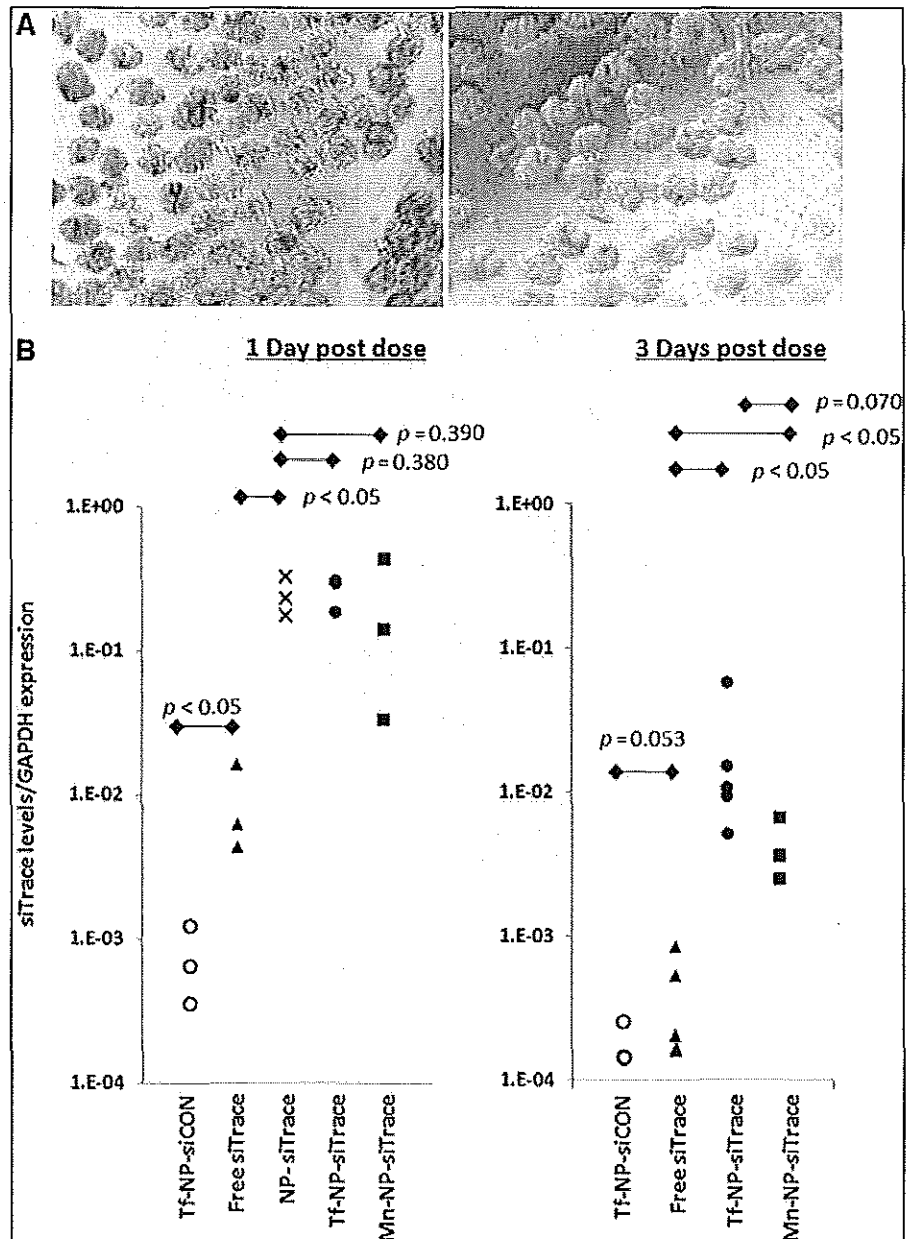 A
B
1 Day post dose
3 Days post dose
p = 0.070
p = 0.390
p < 0.05
p = 0.380
p < 0.05
p < 0.05
1.E+00
1.E-01
1.E-02
1.E-03
1.E-04
p < 0.05
siTrace levels/GAPDH expression
Tf-NP-siCON
Free siTrace
NP- siTrace
Tf-NP-siTrace
Mn-NP-siTrace
1.E+00
1.E-01
1.E-02
1.E-03
1.E-04
p = 0.053
Tf-NP-siCON
Free siTrace
Tf-NP-siTrace
Mn-NP-siTrace